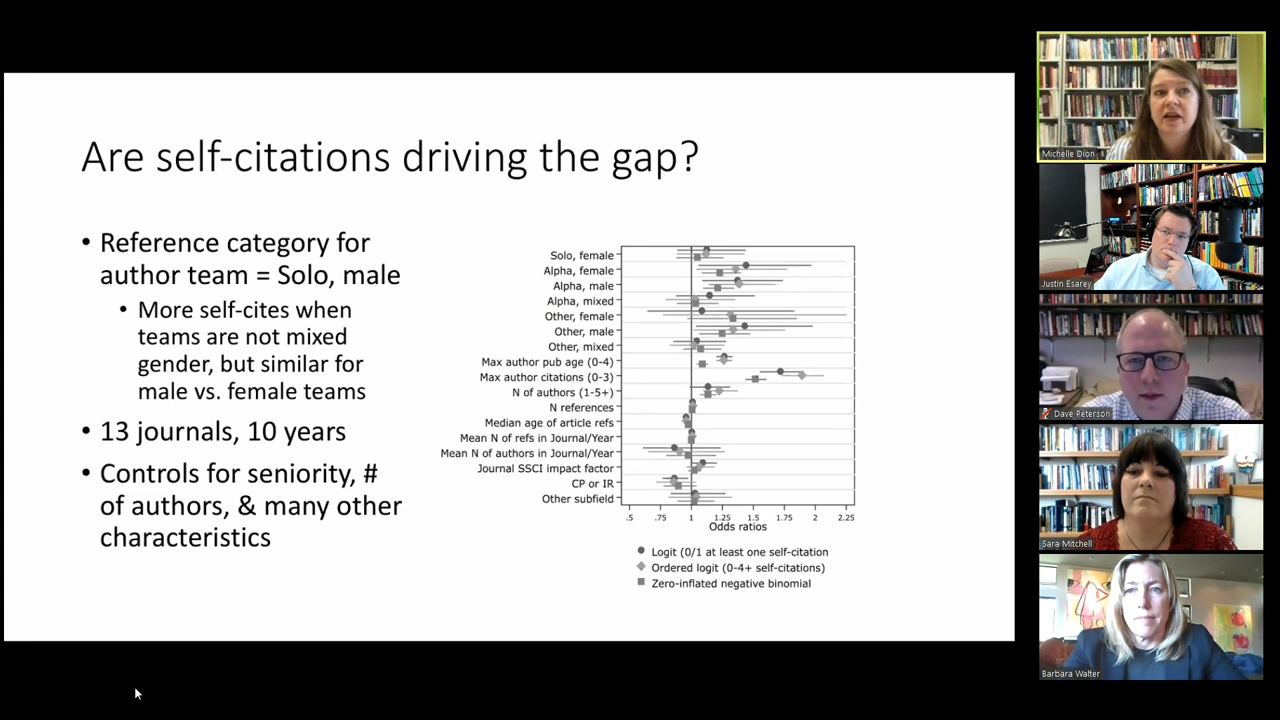 Are self-citations driving the gap?
• Reference category for
author team = Solo, male
• More self-cites when
teams are not mixed
gender, but similar for
male vs. female teams
• 13 journals, 10 years
• Controls for seniority, #
of authors, & many other
characteristics
Solo, female
Alpha, female
Alpha, male
Alpha, mixed
Other, female
Other, male
Other, mixed
Max author pub age (0-4)
Max author citations (0-3)
N of authors (1-5+)
N references
Median age of article refs
Mean N of refs in Journal/Year
Mean N of authors in Journal/Year
Journal SSCI impact factor
CP or IR
Other subfield
.5 .75 1 1.25 1.5 1.75 2 2.25
Odds ratios
Logit (0/1 at least one self-citation
Ordered logit (0-4+ self-citations)
Zero-inflated negative binomial
Michelle Dion
Justin Esarey
Dave Peterson
Sara Mitchell
Barbara Walter